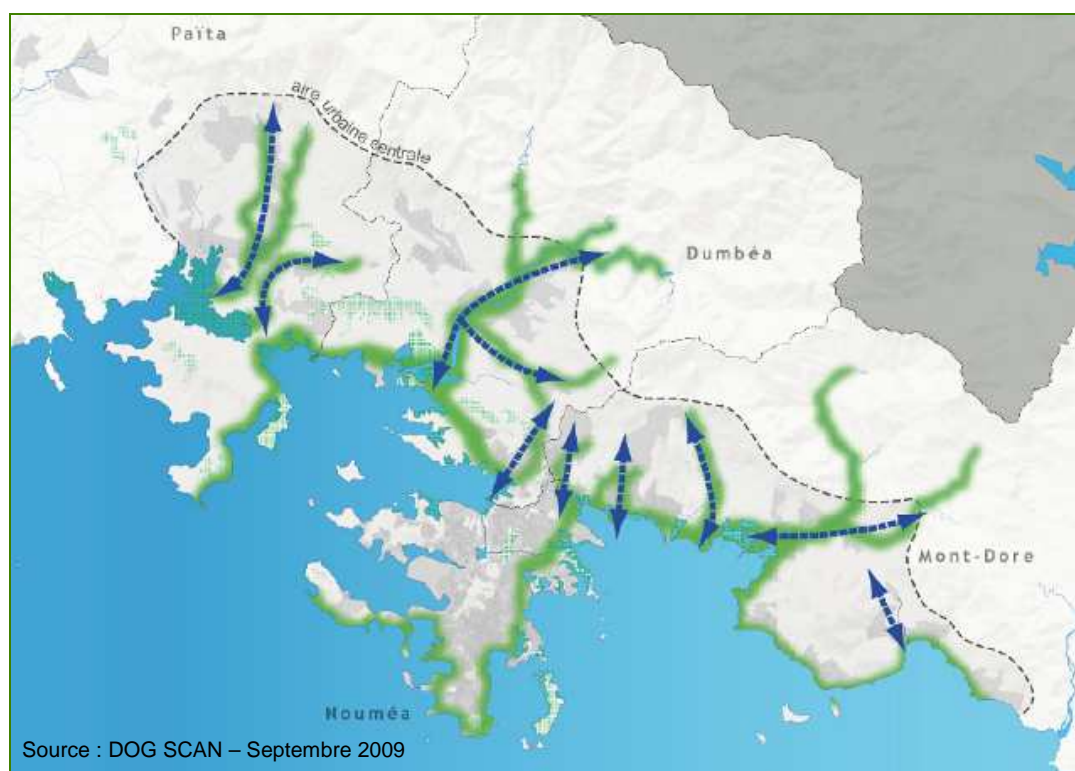 Païta
aire urbaine centrale
Dumbéa
Mont-Dore
Nouméa
Source : DOG SCAN – Septembre 2009